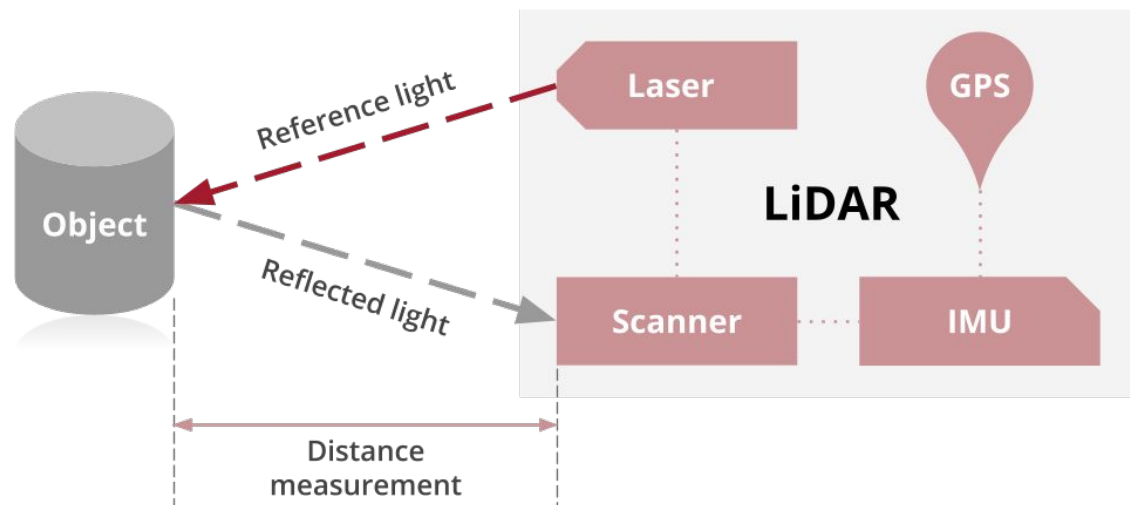 Reference light
Laser
GPS
Object
LiDAR
Reflected light
Scanner
IMU
Distance
measurement